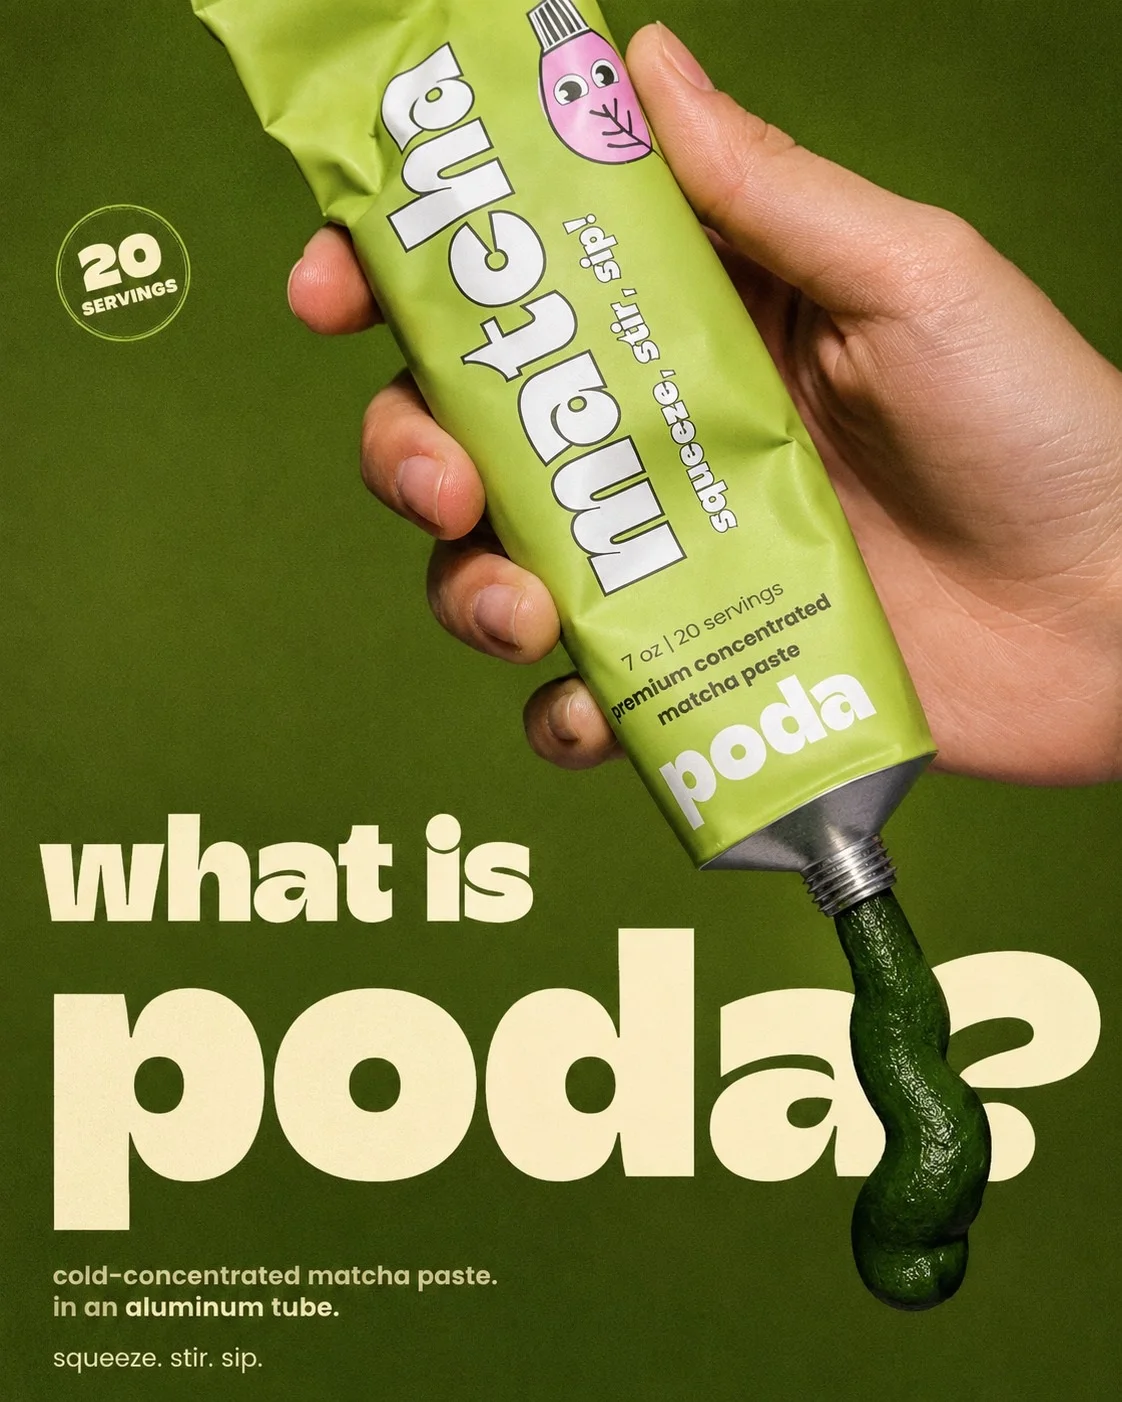 20
SERVINGS
matcha
squeeze, stir, sip!
7 oz | 20 servings
premium concentrated
matcha paste
poda
what is
poda?
cold-concentrated matcha paste.
in an aluminum tube.
squeeze. stir. sip.